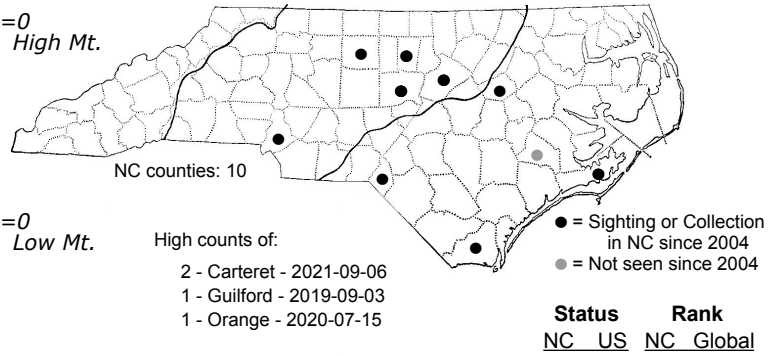 =0
High Mt.
NC counties: 10
=0
Low Mt.
High counts of:
2 - Carteret - 2021-09-06
1 - Guilford - 2019-09-03
1 - Orange - 2020-07-15
= Sighting or Collection
in NC since 2004
= Not seen since 2004
Status Rank
NC US NC Global